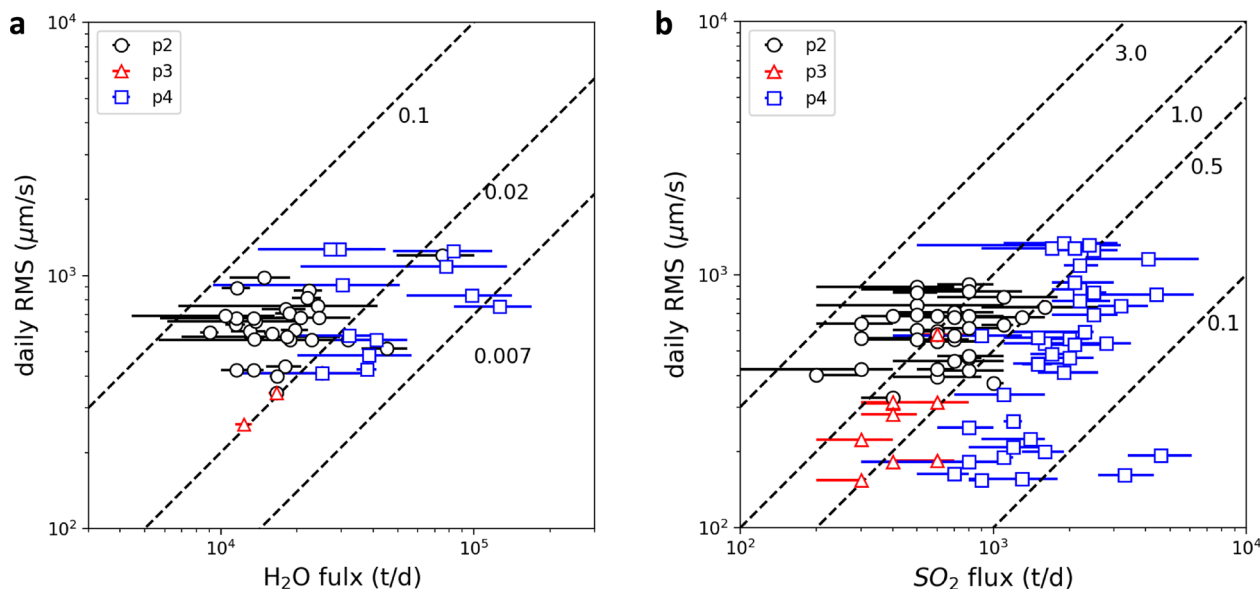 a
b
10⁴
10³
10²
daily RMS (μm/s)
p2
p3
p4
0.1
0.02
0.007
10⁴
10⁵
H₂O fulx (t/d)
10⁴
10³
10²
daily RMS (μm/s)
p2
p3
p4
3.0
1.0
0.5
0.1
10²
10³
10⁴
SO₂ flux (t/d)